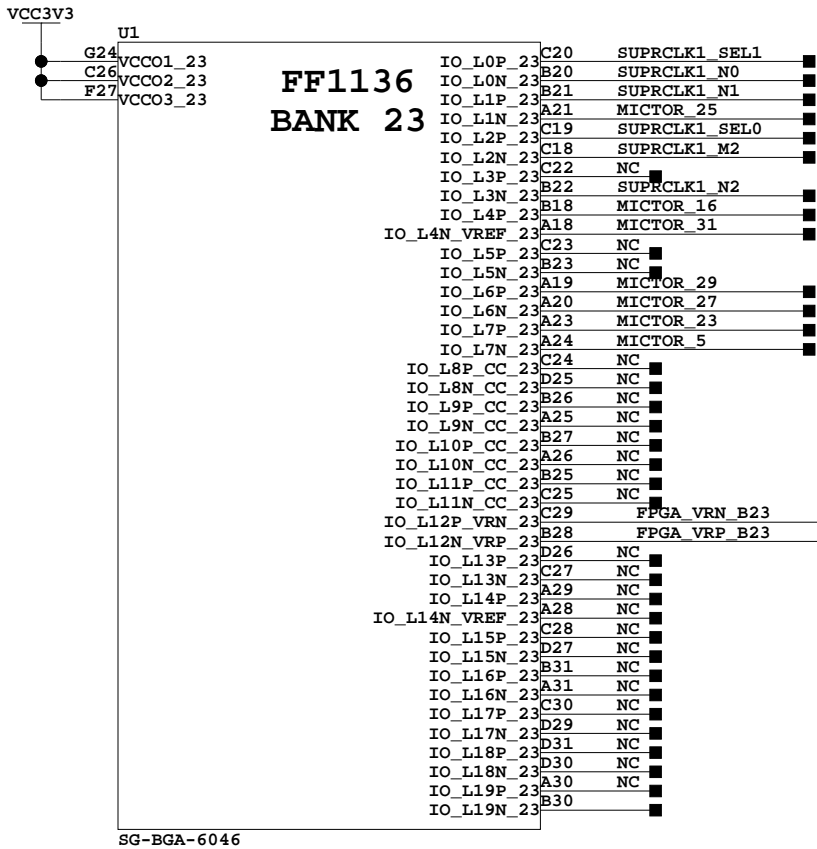 VCC3V3
U1
G24 VCCO1_23
C26 VCCO2_23
F27 VCCO3_23
FF1136
BANK 23
IO_L0P_23 C20 SUPRCLK1_SEL1
IO_L0N_23 B20 SUPRCLK1_N0
IO_L1P_23 B21 SUPRCLK1_N1
IO_L1N_23 A21 MICTOR_25
IO_L2P_23 C19 SUPRCLK1_SEL0
IO_L2N_23 C18 SUPRCLK1_M2
IO_L3P_23 C22 NC
IO_L3N_23 B22 SUPRCLK1_N2
IO_L4P_23 B18 MICTOR_16
IO_L4N_VREF_23 A18 MICTOR_31
IO_L5P_23 C23 NC
IO_L5N_23 B23 NC
IO_L6P_23 A19 MICTOR_29
IO_L6N_23 A20 MICTOR_27
IO_L7P_23 A23 MICTOR_23
IO_L7N_23 A24 MICTOR_5
IO_L8P_CC_23 C24 NC
IO_L8N_CC_23 D25 NC
IO_L9P_CC_23 B26 NC
IO_L9N_CC_23 A25 NC
IO_L10P_CC_23 B27 NC
IO_L10N_CC_23 A26 NC
IO_L11P_CC_23 B25 NC
IO_L11N_CC_23 C25 NC
IO_L12P_VRN_23 C29 FPGA_VRN_B23
IO_L12N_VRP_23 B28 FPGA_VRP_B23
IO_L13P_23 D26 NC
IO_L13N_23 C27 NC
IO_L14P_23 A29 NC
IO_L14N_VREF_23 A28 NC
IO_L15P_23 C28 NC
IO_L15N_23 D27 NC
IO_L16P_23 B31 NC
IO_L16N_23 A31 NC
IO_L17P_23 C30 NC
IO_L17N_23 D29 NC
IO_L18P_23 D31 NC
IO_L18N_23 D30 NC
IO_L19P_23 A30 NC
IO_L19N_23 B30
SG-BGA-6046